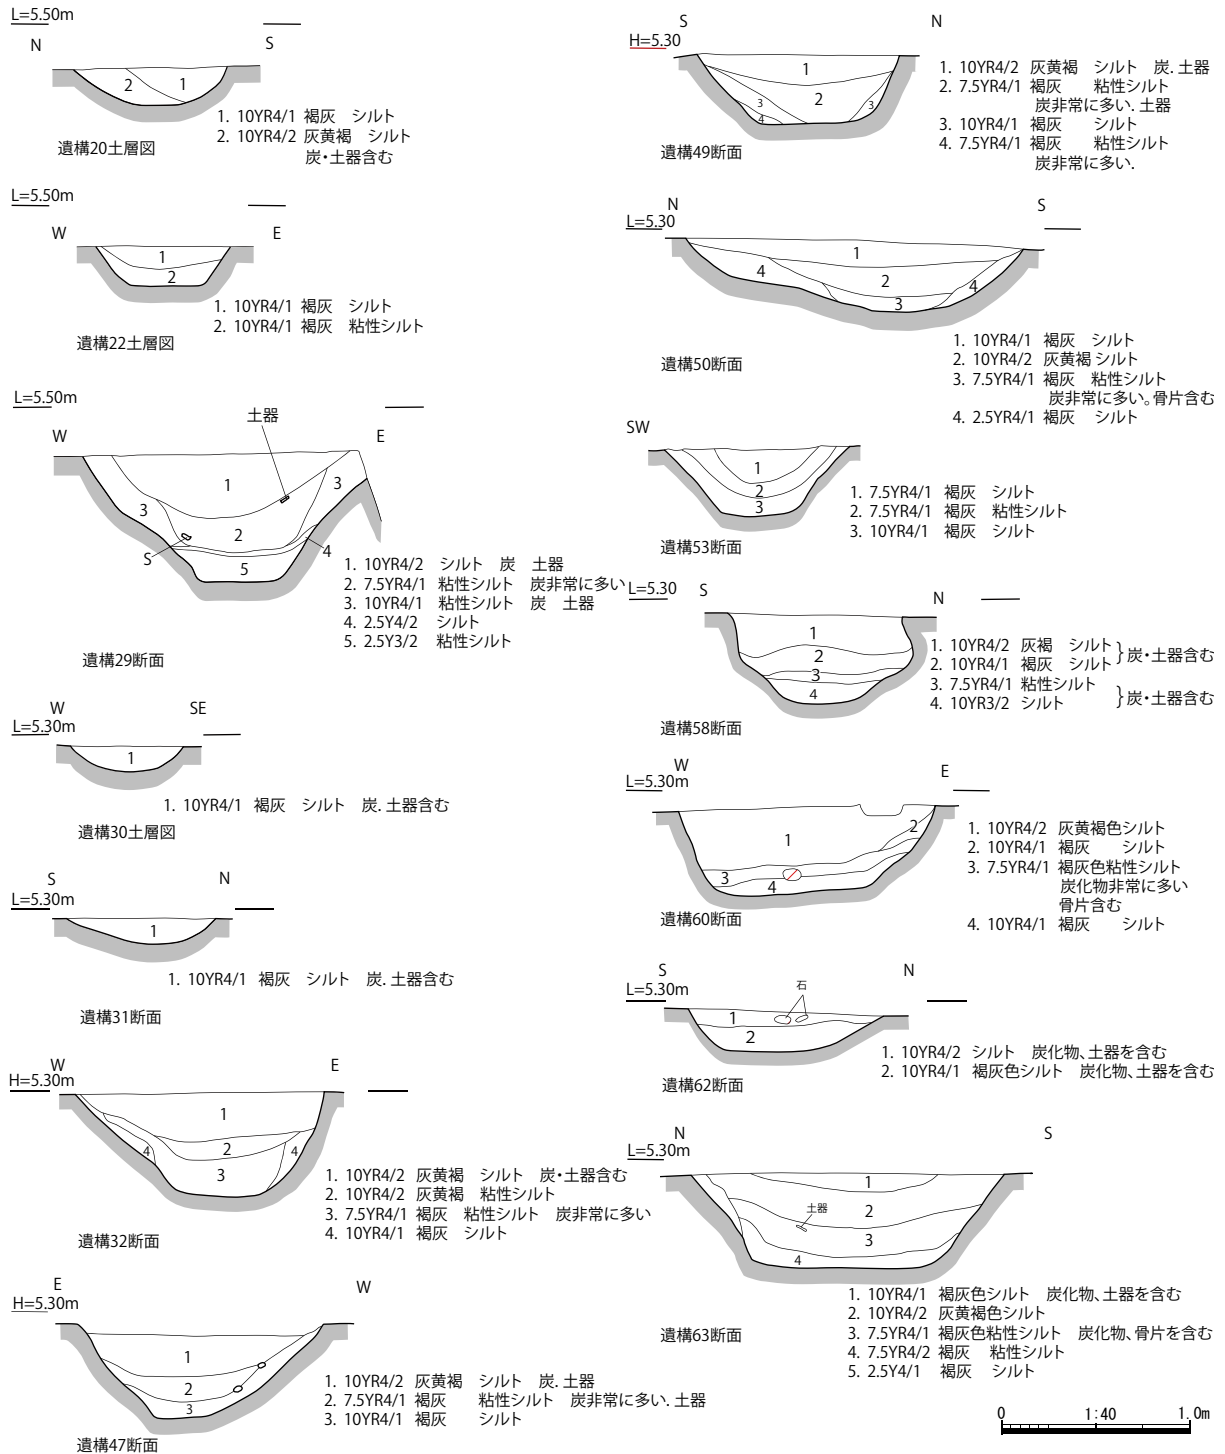 L=5.50m
N
S
2
1
1. 10YR4/1 褐灰　シルト
2. 10YR4/2 灰黄褐　シルト
炭・土器含む
遺構20土層図
L=5.50m
W
E
1
2
1. 10YR4/1 褐灰　シルト
2. 10YR4/1 褐灰　粘性シルト
遺構22土層図
L=5.50m
土器
W
E
1
3
3
2
S
4
5
1. 10YR4/2　シルト　炭　土器
2. 7.5YR4/1　粘性シルト　炭非常に多い
3. 10YR4/1　粘性シルト　炭　土器
4. 2.5Y4/2　シルト
5. 2.5Y3/2　粘性シルト
遺構29断面
W
SE
L=5.30m
1
1. 10YR4/1　褐灰　シルト　炭. 土器含む
遺構30土層図
S
N
L=5.30m
1
1. 10YR4/1　褐灰　シルト　炭. 土器含む
遺構31断面
W
E
H=5.30m
1
2
4
4
3
1. 10YR4/2　灰黄褐　シルト　炭・土器含む
2. 10YR4/2　灰黄褐　粘性シルト
3. 7.5YR4/1　褐灰　粘性シルト　炭非常に多い
4. 10YR4/1　褐灰　シルト
遺構32断面
E
W
H=5.30m
1
2
3
1. 10YR4/2　灰黄褐　シルト　炭. 土器
2. 7.5YR4/1　褐灰　　粘性シルト　炭非常に多い. 土器
3. 10YR4/1　褐灰　　シルト
遺構47断面
S
N
H=5.30
1
2
3
3
4
1. 10YR4/2　灰黄褐　シルト　炭. 土器
2. 7.5YR4/1　褐灰　　粘性シルト
炭非常に多い. 土器
3. 10YR4/1　褐灰　　シルト
4. 7.5YR4/1　褐灰　　粘性シルト
炭非常に多い.
遺構49断面
N
S
L=5.30
1
4
2
4
3
1. 10YR4/1　褐灰　シルト
2. 10YR4/2　灰黄褐 シルト
3. 7.5YR4/1　褐灰　粘性シルト
炭非常に多い。骨片含む
4. 2.5YR4/1　褐灰　シルト
遺構50断面
SW
1
2
3
1. 7.5YR4/1　褐灰　シルト
2. 7.5YR4/1　褐灰　粘性シルト
3. 10YR4/1　褐灰　シルト
遺構53断面
L=5.30
S
N
1
2
3
4
1. 10YR4/2　灰褐　シルト
2. 10YR4/1　褐灰　シルト }炭・土器含む
3. 7.5YR4/1　粘性シルト
4. 10YR3/2　シルト }炭・土器含む
遺構58断面
W
E
L=5.30m
1
2
3
4
1. 10YR4/2　灰黄褐色シルト
2. 10YR4/1　褐灰　　シルト
3. 7.5YR4/1　褐灰色粘性シルト
炭化物非常に多い
骨片含む
4. 10YR4/1　褐灰　　シルト
遺構60断面
S
N
L=5.30m
石
1
2
1. 10YR4/2　シルト　炭化物、土器を含む
2. 10YR4/1　褐灰色シルト　炭化物、土器を含む
遺構62断面
N
S
L=5.30m
1
2
土器
3
4
1. 10YR4/1　褐灰色シルト　炭化物、土器を含む
2. 10YR4/2　灰黄褐色シルト
3. 7.5YR4/1　褐灰色粘性シルト　炭化物、骨片を含む
4. 7.5YR4/2　褐灰　　粘性シルト
5. 2.5Y4/1　褐灰　　シルト
遺構63断面
0　1:40　1.0m